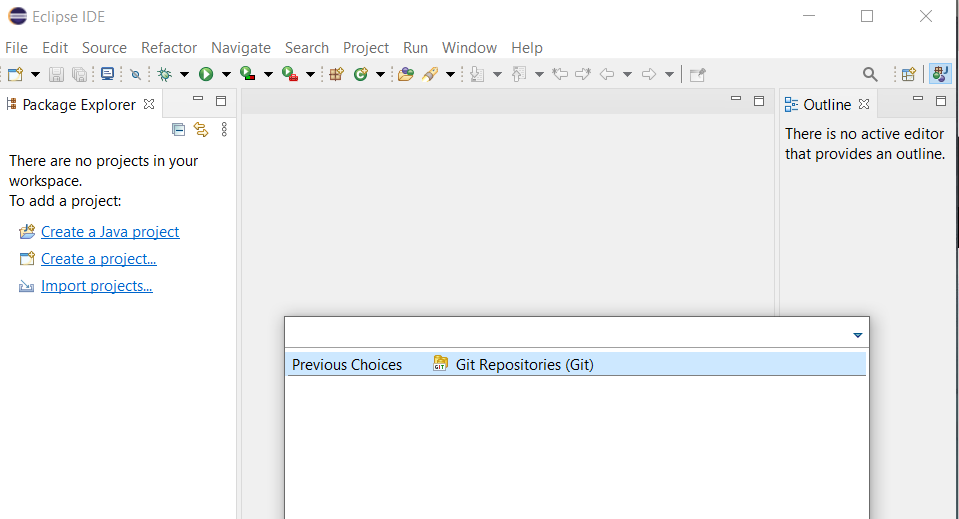 Eclipse IDE
File Edit Source Refactor Navigate Search Project Run Window Help
Package Explorer
There are no projects in your
workspace.
To add a project:
Create a Java project
Create a project...
Import projects...
Outline
There is no active editor
that provides an outline.
Previous Choices GIT Git Repositories (Git)